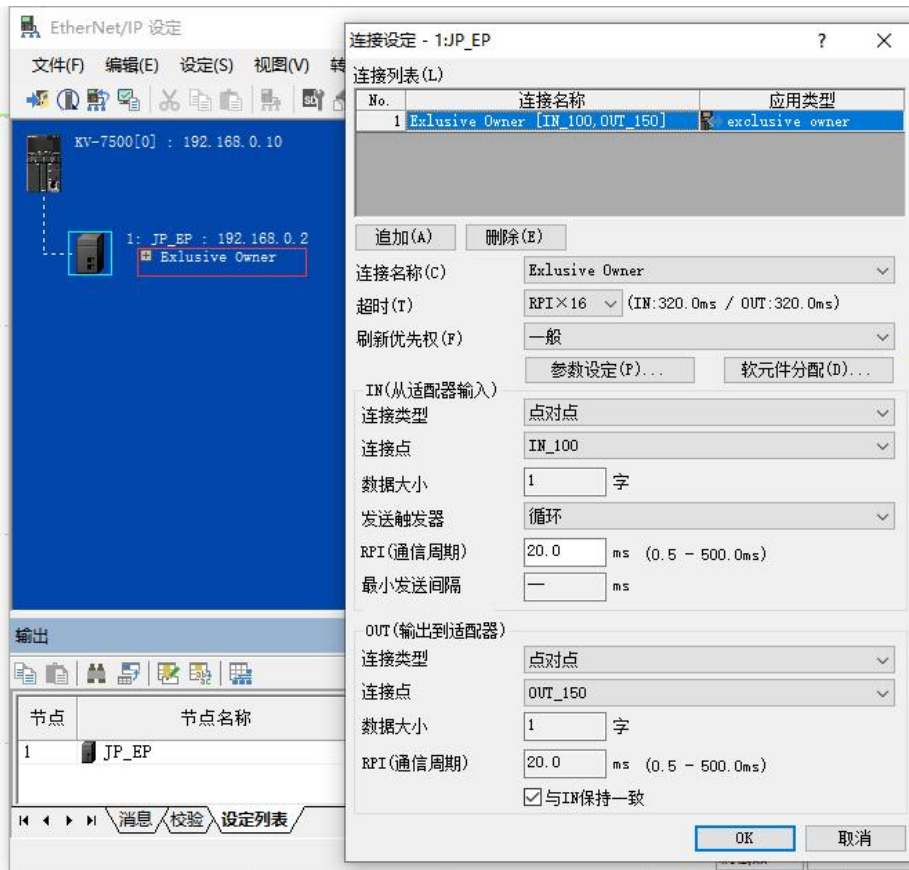 EtherNet/IP 设定
文件(F) 编辑(E) 设定(S) 视图(V) 转
KV-7500[0] : 192.168.0.10
1: JP_EP : 192.168.0.2
Exlusive Owner
输出
节点 节点名称
1 JP_EP
消息 校验 设定列表
连接设定 - 1:JP_EP
连接列表(L)
No. 连接名称 应用类型
1 Exlusive Owner [IN_100,OUT_150] exclusive owner
追加(A) 删除(E)
连接名称(C) Exlusive Owner
超时(T) RPI×16 (IN:320.0ms / OUT:320.0ms)
刷新优先权(F) 一般
参数设定(P)... 软元件分配(D)...
IN(从适配器输入)
连接类型 点对点
连接点 IN_100
数据大小 1 字
发送触发器 循环
RPI(通信周期) 20.0 ms (0.5 - 500.0ms)
最小发送间隔 — ms
OUT(输出到适配器)
连接类型 点对点
连接点 OUT_150
数据大小 1 字
RPI(通信周期) 20.0 ms (0.5 - 500.0ms)
与IN保持一致
OK 取消